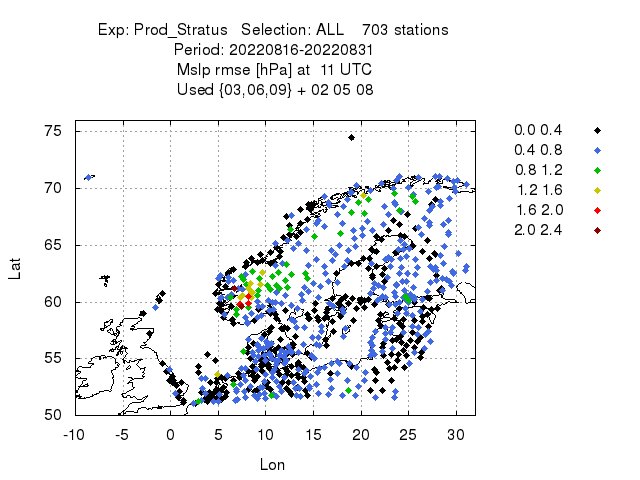 Exp: Prod_Stratus   Selection: ALL    703 stations
Period: 20220816-20220831
Mslp rmse [hPa] at  11 UTC
Used {03,06,09} + 02 05 08
75
70
65
60
55
50
Lat
-10 -5 0 5 10 15 20 25 30
Lon
0.0 0.4
0.4 0.8
0.8 1.2
1.2 1.6
1.6 2.0
2.0 2.4